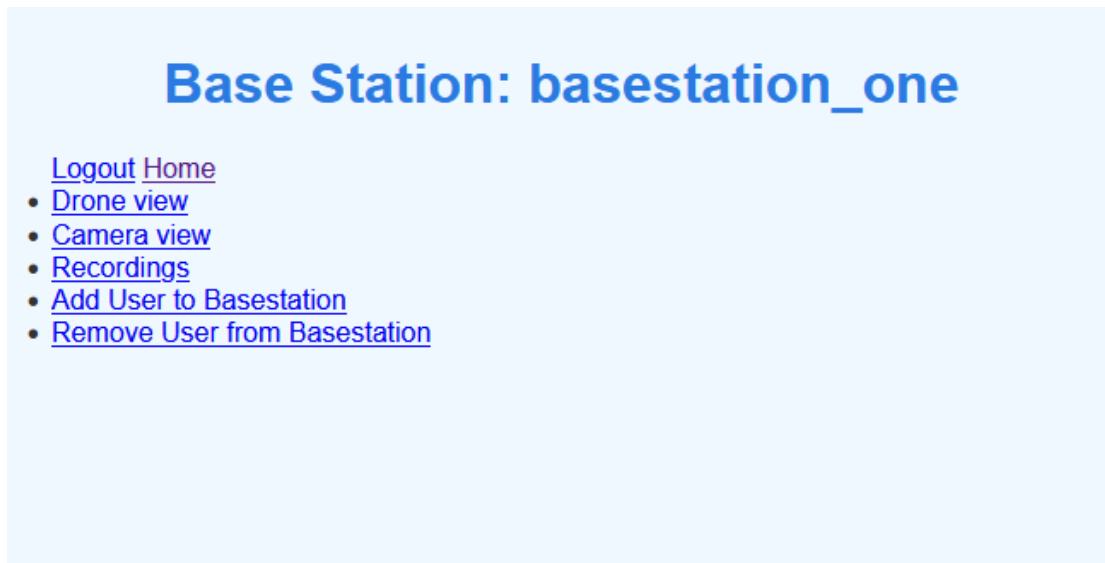 Base Station: basestation_one
Logout Home
Drone view
Camera view
Recordings
Add User to Basestation
Remove User from Basestation